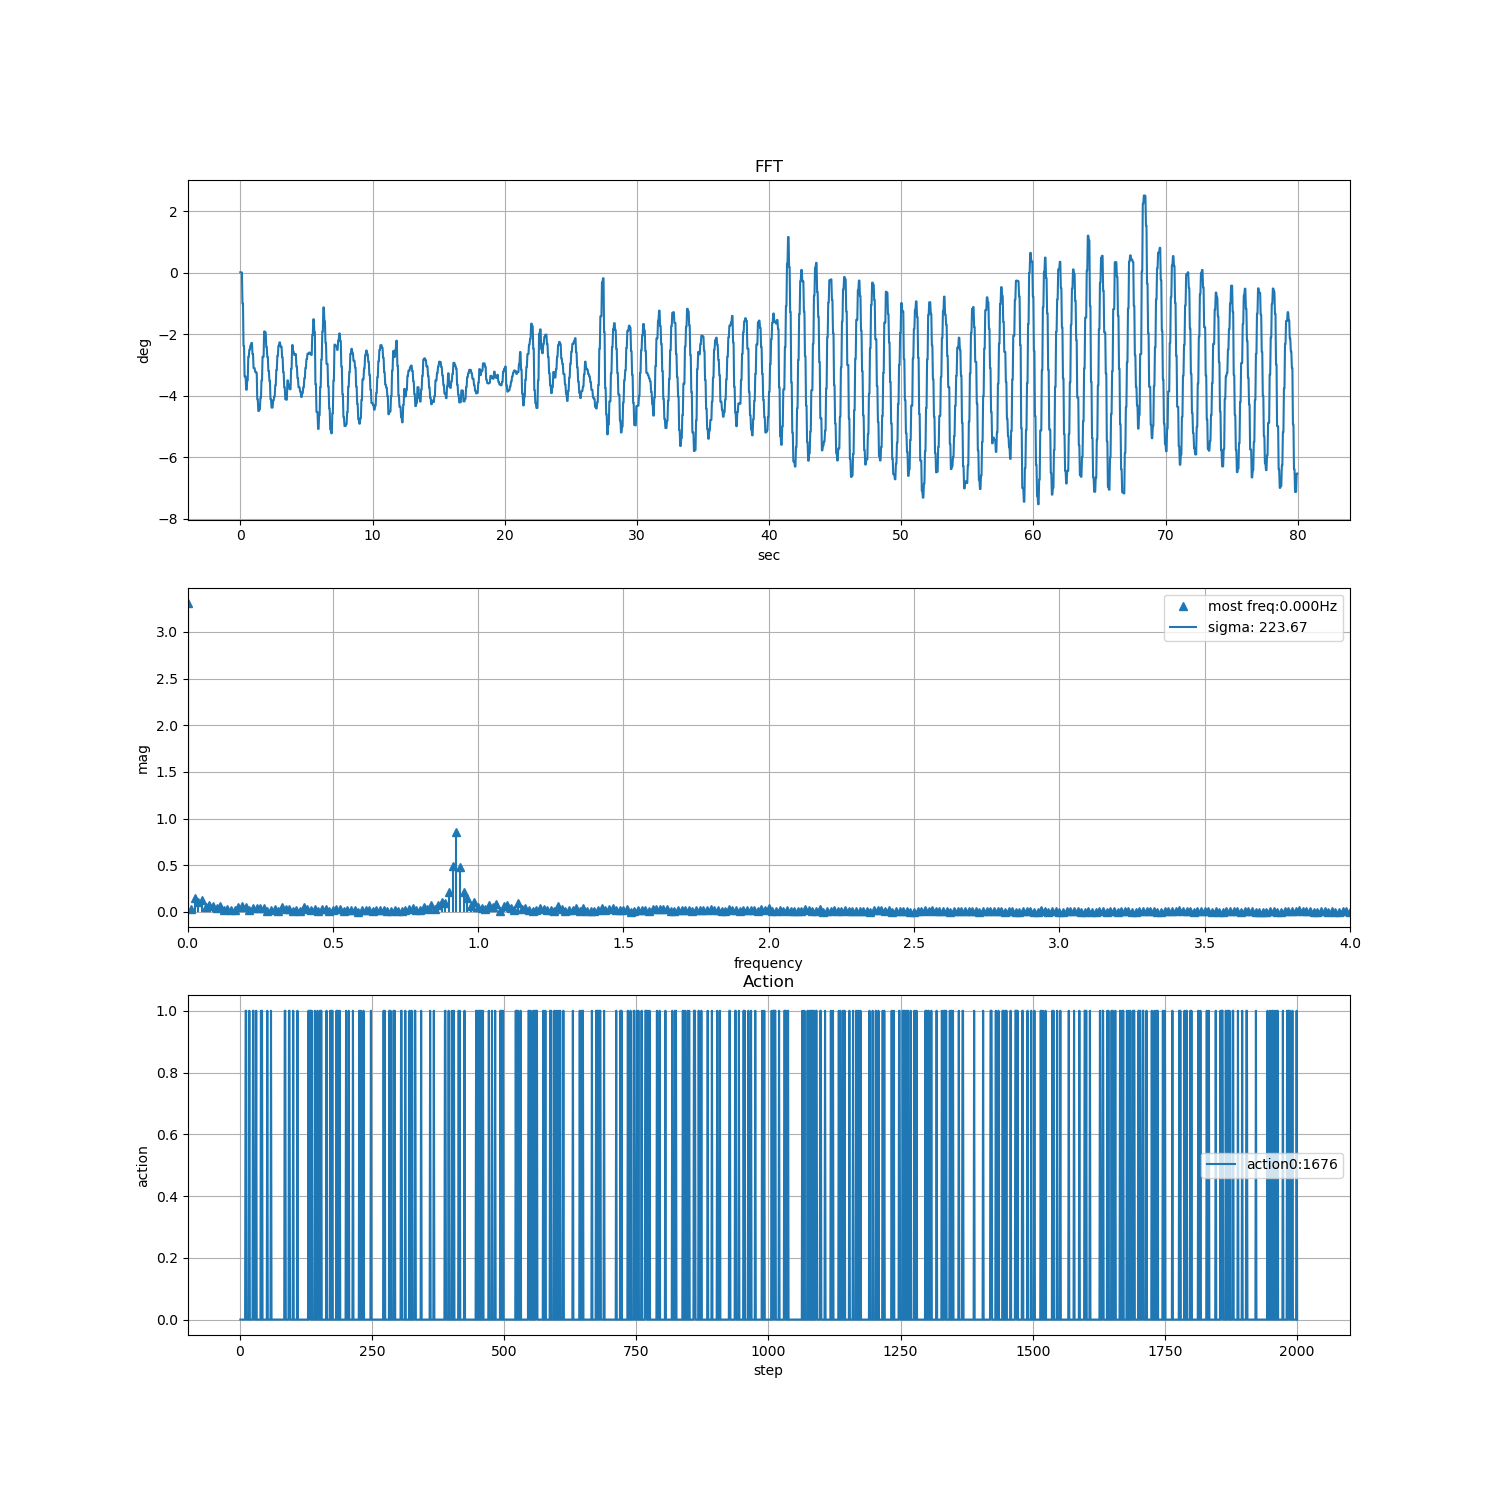 FFT
2
0
−2
−4
−6
−8
deg
0 10 20 30 40 50 60 70 80
sec
most freq:0.000Hz
sigma: 223.67
3.0
2.5
2.0
1.5
1.0
0.5
0.0
mag
0.0 0.5 1.0 1.5 2.0 2.5 3.0 3.5 4.0
frequency
Action
1.0
0.8
0.6
0.4
0.2
0.0
action
action0:1676
0 250 500 750 1000 1250 1500 1750 2000
step